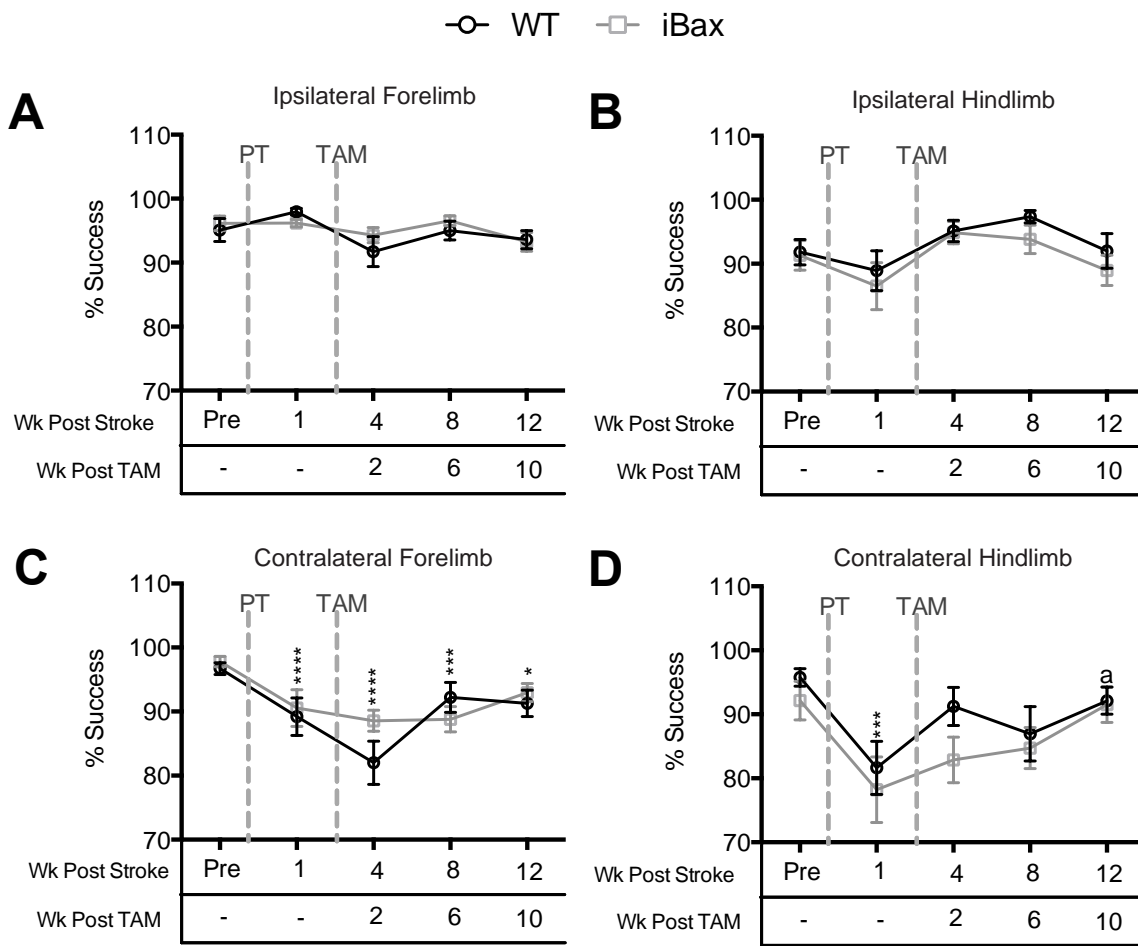 WT iBax
A Ipsilateral Forelimb
110
100
90
80
70
% Success
PT TAM
Wk Post Stroke Pre 1 4 8 12
Wk Post TAM - - 2 6 10
B Ipsilateral Hindlimb
110
100
90
80
70
% Success
PT TAM
Wk Post Stroke Pre 1 4 8 12
Wk Post TAM - - 2 6 10
C Contralateral Forelimb
110
100
90
80
70
% Success
PT TAM
**** **** *** *
Wk Post Stroke Pre 1 4 8 12
Wk Post TAM - - 2 6 10
D Contralateral Hindlimb
110
100
90
80
70
% Success
PT TAM
*** a
Wk Post Stroke Pre 1 4 8 12
Wk Post TAM - - 2 6 10